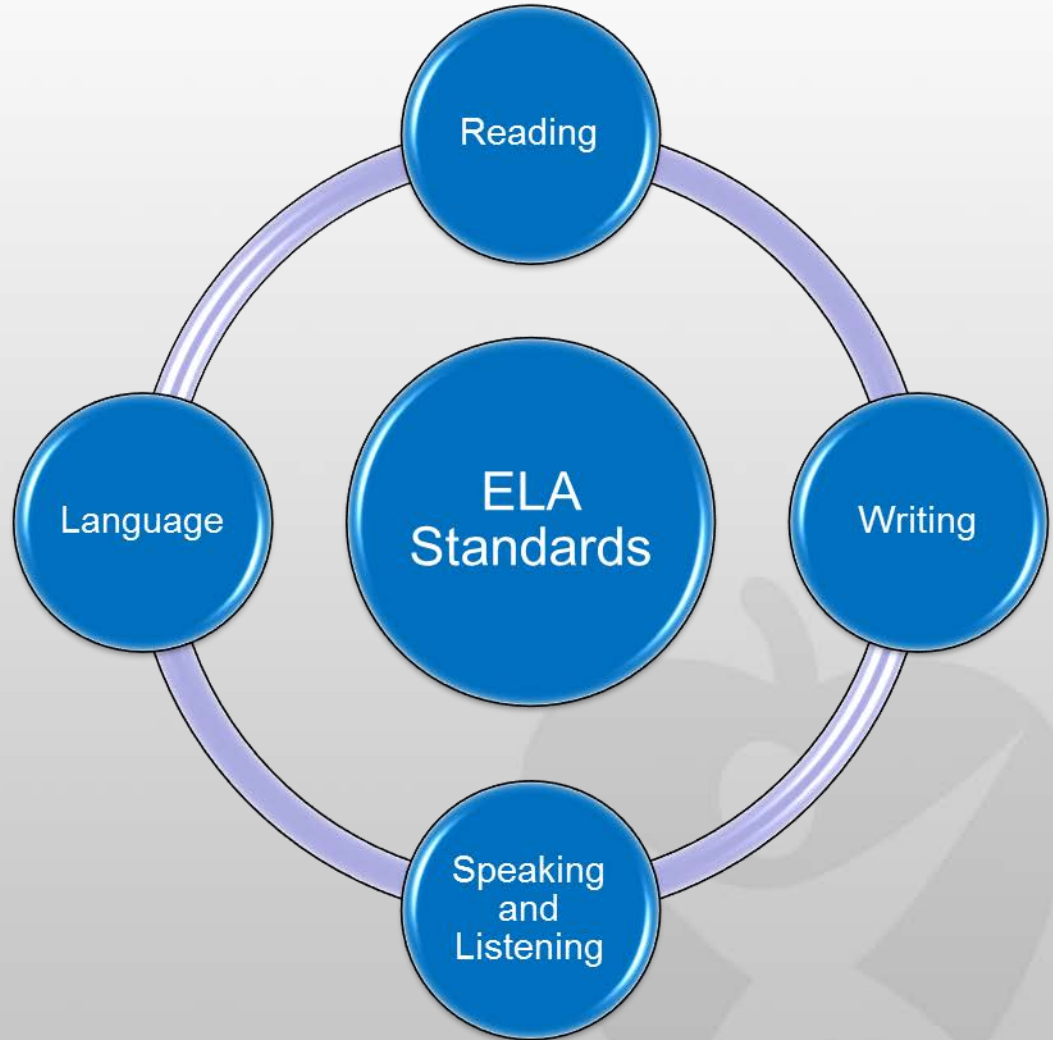 Reading
Language
ELA
Standards
Writing
Speaking
and
Listening